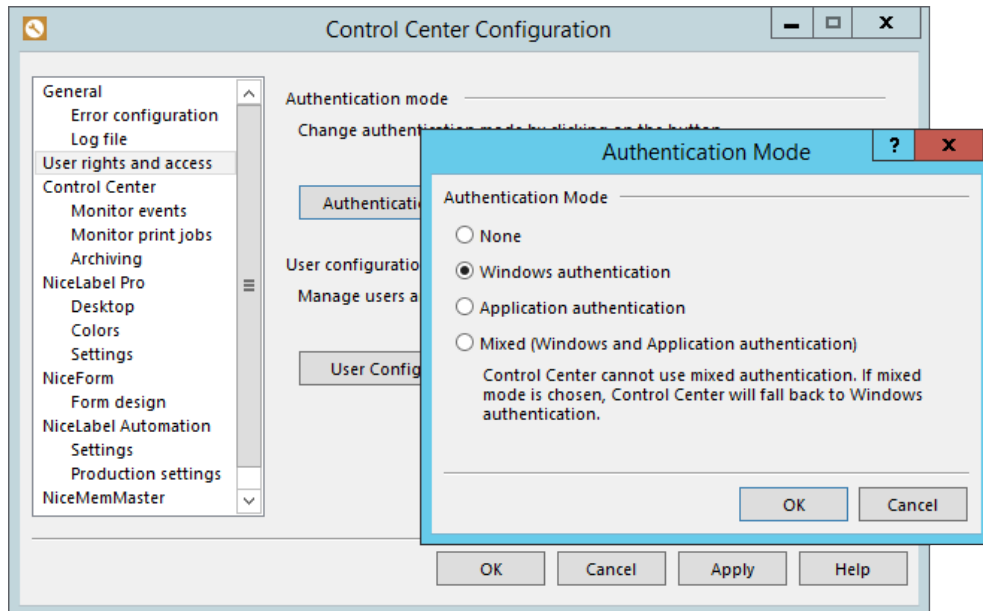 Control Center Configuration
General
Error configuration
Log file
User rights and access
Control Center
Monitor events
Monitor print jobs
Archiving
NiceLabel Pro
Desktop
Colors
Settings
NiceForm
Form design
NiceLabel Automation
Settings
Production settings
NiceMemMaster
Authentication mode
Change authentication mode by clicking on the button
Authenticati
User configuratio
Manage users a
User Config
OK
Cancel
Apply
Help
Authentication Mode
?
Authentication Mode
None
Windows authentication
Application authentication
Mixed (Windows and Application authentication)
Control Center cannot use mixed authentication. If mixed
mode is chosen, Control Center will fall back to Windows
authentication.
OK
Cancel